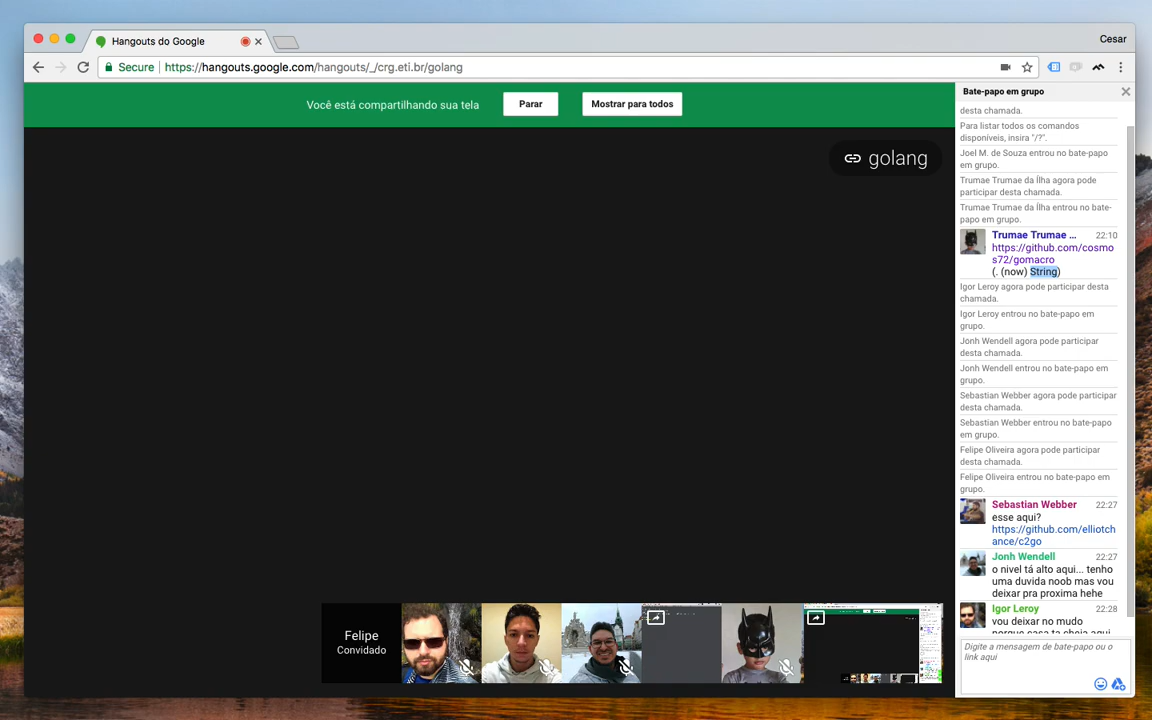 Hangouts do Google
Cesar
Secure
https://hangouts.google.com/hangouts/_/crg.eti.br/golang
Você está compartilhando sua tela
Parar
Mostrar para todos
golang
Felipe
Convidado
Bate-papo em grupo
desta chamada.
Para listar todos os comandos
disponíveis, insira "/?".
Joel M. de Souza entrou no bate-papo
em grupo.
Trumae Trumae da Ílha agora pode
participar desta chamada.
Trumae Trumae da Ílha entrou no bate-
papo em grupo.
Trumae Trumae ... 22:10
https://github.com/cosmo
s72/gomacro
(. (now) String)
Igor Leroy agora pode participar desta
chamada.
Igor Leroy entrou no bate-papo em
grupo.
Jonh Wendell agora pode participar
desta chamada.
Jonh Wendell entrou no bate-papo em
grupo.
Sebastian Webber agora pode participar
desta chamada.
Sebastian Webber entrou no bate-papo
em grupo.
Felipe Oliveira agora pode participar
desta chamada.
Felipe Oliveira entrou no bate-papo em
grupo.
Sebastian Webber 22:27
esse aqui?
https://github.com/elliotch
ance/c2go
Jonh Wendell 22:27
o nivel tá alto aqui... tenho
uma duvida noob mas vou
deixar pra proxima hehe
Igor Leroy 22:28
vou deixar no mudo
porque casa ta cheia aqui
Digite a mensagem de bate-papo ou o
link aqui